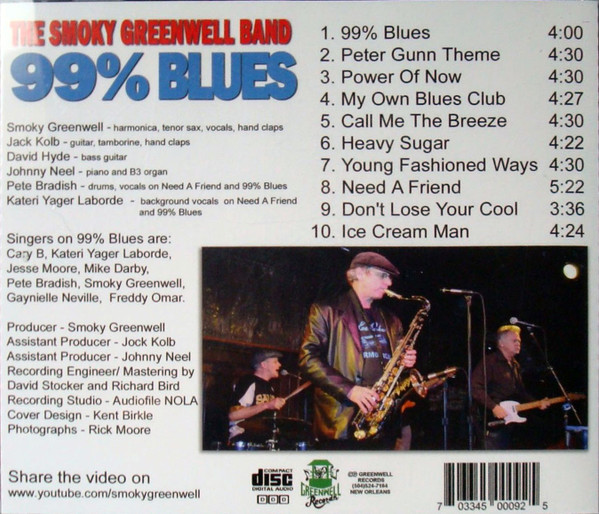 THE SMOKY GREENWELL BAND
99% BLUES
Smoky Greenwell - harmonica, tenor sax, vocals, hand claps
Jack Kolb - guitar, tamborine, hand claps
David Hyde - bass guitar
Johnny Neel - piano and B3 organ
Pete Bradish - drums, vocals on Need A Friend and 99% Blues
Kateri Yager Laborde - background vocals on Need A Friend
and 99% Blues
Singers on 99% Blues are:
Cary B, Kateri Yager Laborde,
Jesse Moore, Mike Darby,
Pete Bradish, Smoky Greenwell,
Gaynielle Neville, Freddy Omar.
Producer - Smoky Greenwell
Assistant Producer - Jock Kolb
Assistant Producer - Johnny Neel
Recording Engineer/ Mastering by
David Stocker and Richard Bird
Recording Studio - Audiofile NOLA
Cover Design - Kent Birkle
Photographs - Rick Moore
Share the video on
www.youtube.com/smokygreenwell
1. 99% Blues 4:00
2. Peter Gunn Theme 4:30
3. Power Of Now 4:30
4. My Own Blues Club 4:27
5. Call Me The Breeze 4:30
6. Heavy Sugar 4:22
7. Young Fashioned Ways 4:30
8. Need A Friend 5:22
9. Don't Lose Your Cool 3:36
10. Ice Cream Man 4:24
COMPACT
disc
DIGITAL AUDIO
D D D
GREENWELL
Records
℗© GREENWELL
RECORDS
(504)524-7104
NEW ORLEANS
7 03345 00092 5